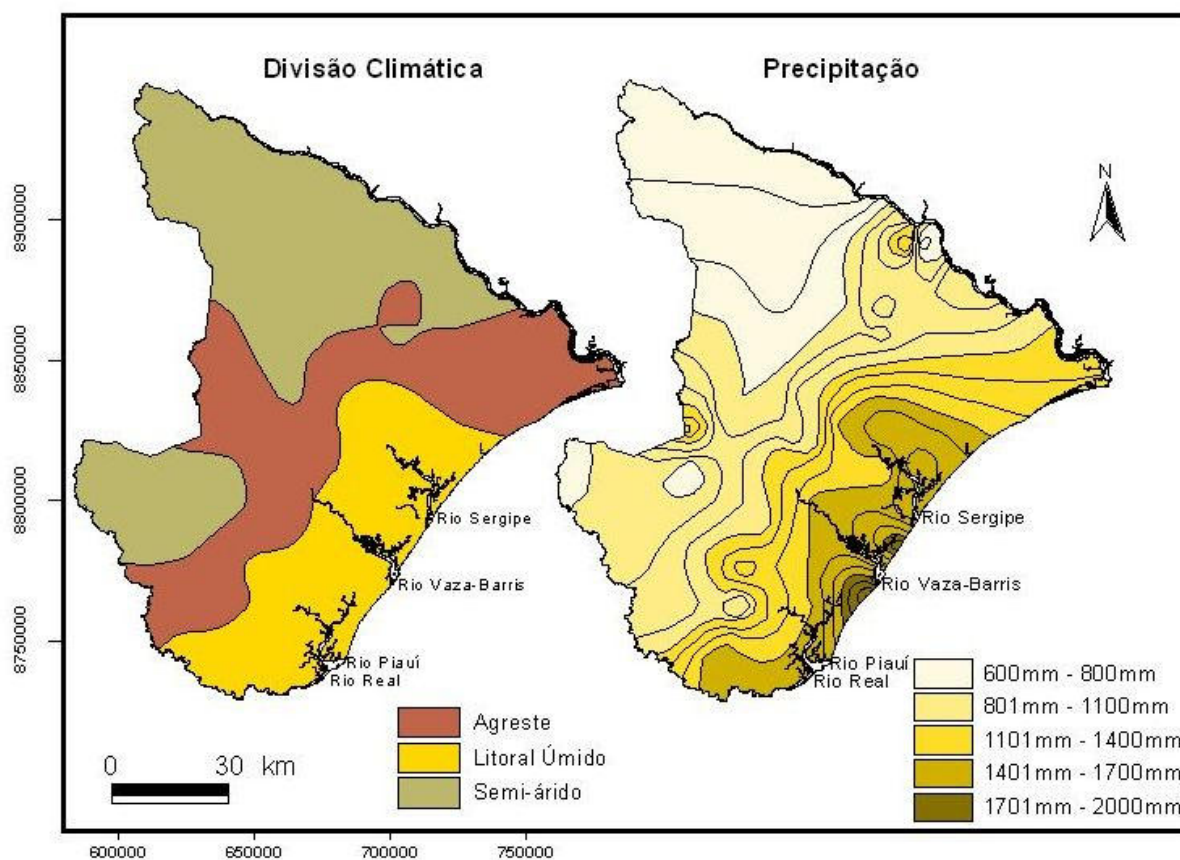 Divisão Climática
Precipitação
N
8900000
8850000
8800000
8750000
Rio Sergipe
Rio Vaza-Barris
Rio Piauí
Rio Real
Rio Sergipe
Rio Vaza-Barris
Rio Piauí
Rio Real
Agreste
Litoral Úmido
Semi-árido
0 30 km
600mm - 800mm
801mm - 1100mm
1101mm - 1400mm
1401mm - 1700mm
1701mm - 2000mm
600000 650000 700000 750000